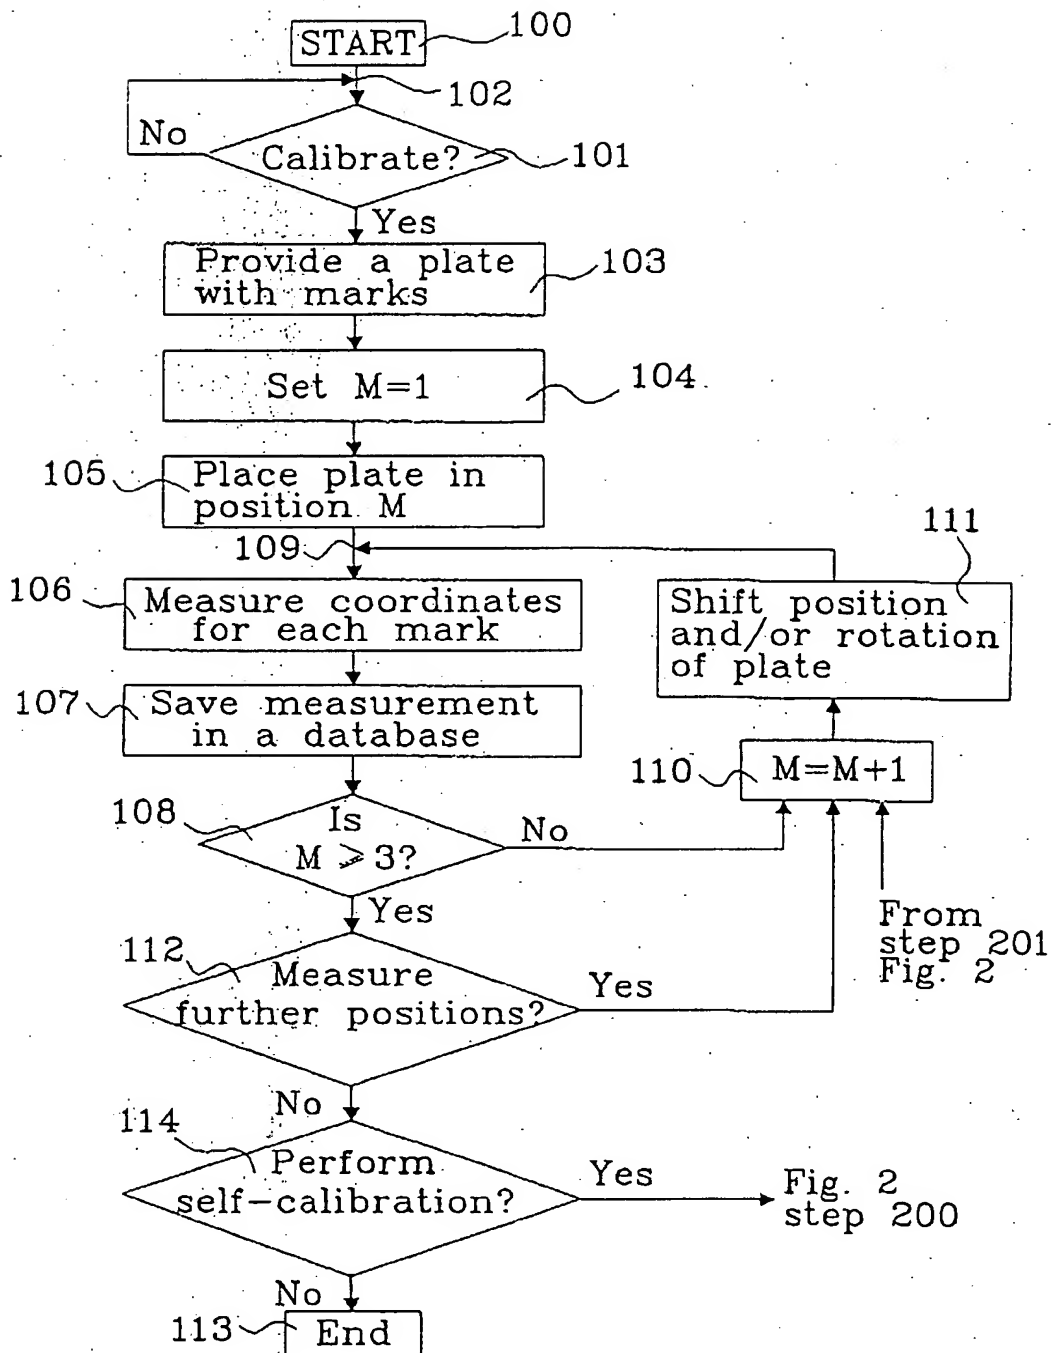 START
100
102
No
Calibrate?
101
Yes
Provide a plate
with marks
103
Set M=1
104
105
Place plate in
position M
109
111
106
Measure coordinates
for each mark
Shift position
and/or rotation
of plate
107
Save measurement
in a database
110
M=M+1
108
Is
M ⩾ 3?
No
Yes
From
step 201
Fig. 2
112
Measure
further positions?
Yes
No
114
Perform
self-calibration?
Yes
Fig. 2
step 200
No
113
End